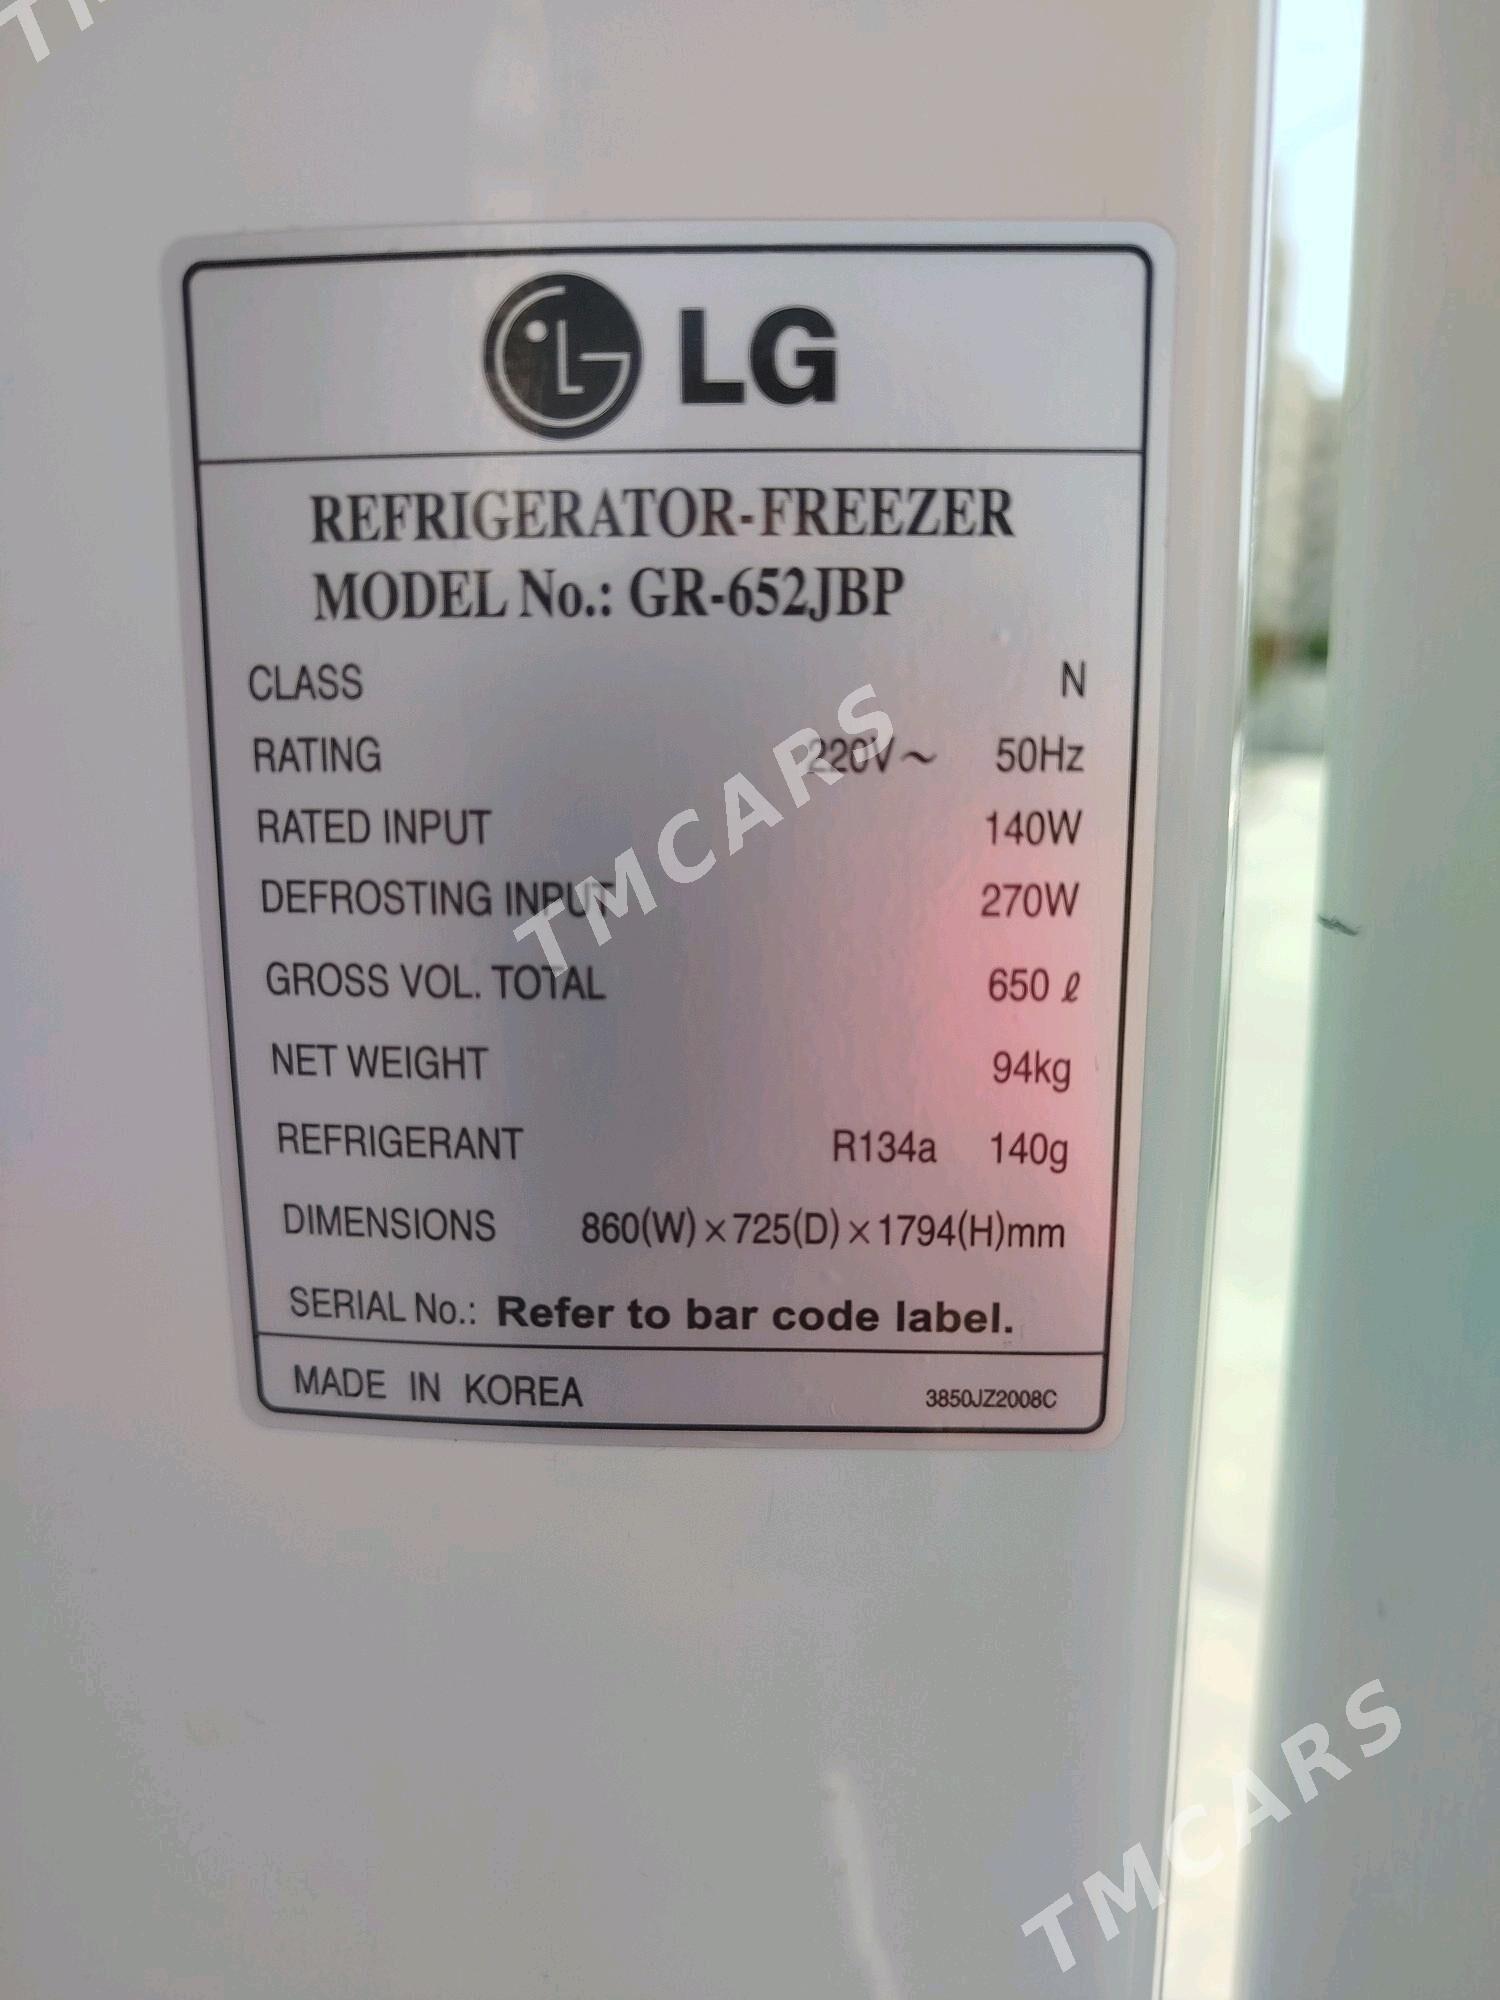 LG
REFRIGERATOR-FREEZER
MODEL No.: GR-652JBP
CLASS N
RATING 220V~ 50Hz
RATED INPUT 140W
DEFROSTING INPUT 270W
GROSS VOL. TOTAL 650 ℓ
NET WEIGHT 94kg
REFRIGERANT R134a 140g
DIMENSIONS 860(W)×725(D)×1794(H)mm
SERIAL No.: Refer to bar code label.
MADE IN KOREA 3850JZ2008C
TMCARS
TMCARS